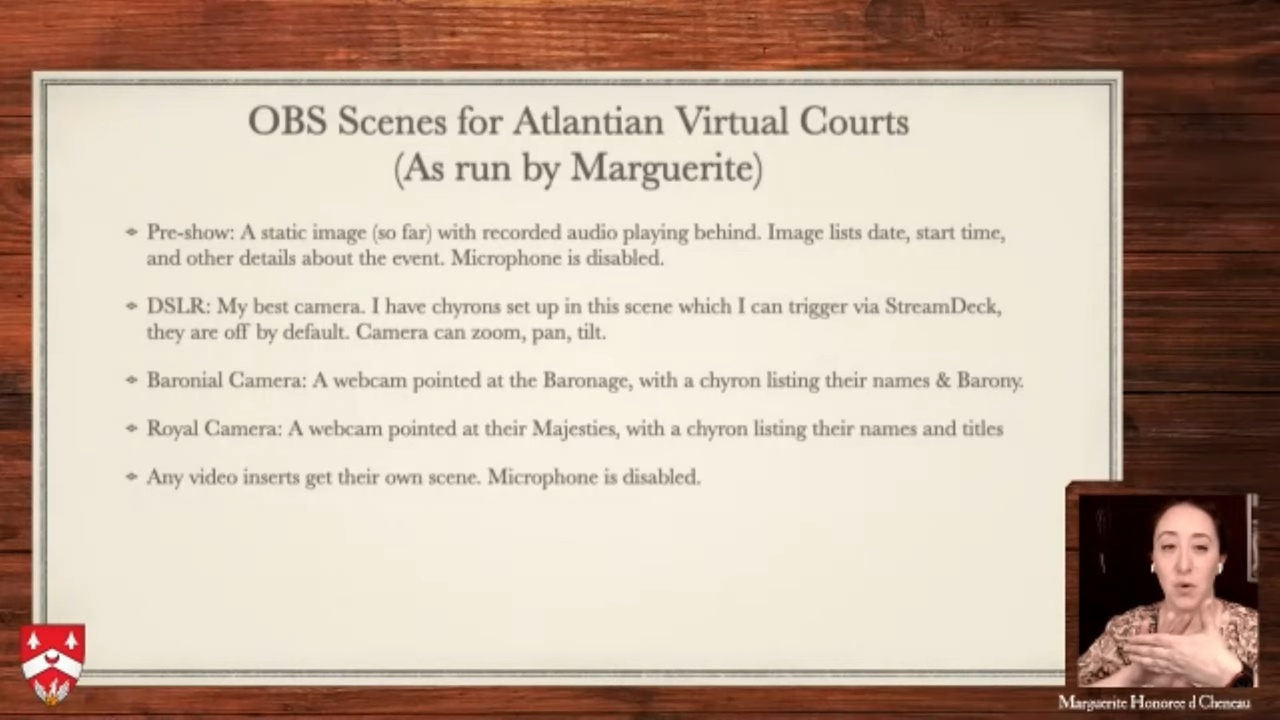 OBS Scenes for Atlantian Virtual Courts
(As run by Marguerite)
Pre-show: A static image (so far) with recorded audio playing behind. Image lists date, start time,
and other details about the event. Microphone is disabled.
DSLR: My best camera. I have chyrons set up in this scene which I can trigger via StreamDeck,
they are off by default. Camera can zoom, pan, tilt.
Baronial Camera: A webcam pointed at the Baronage, with a chyron listing their names & Barony.
Royal Camera: A webcam pointed at their Majesties, with a chyron listing their names and titles
Any video inserts get their own scene. Microphone is disabled.
Marguerite Honoree d Cheneau